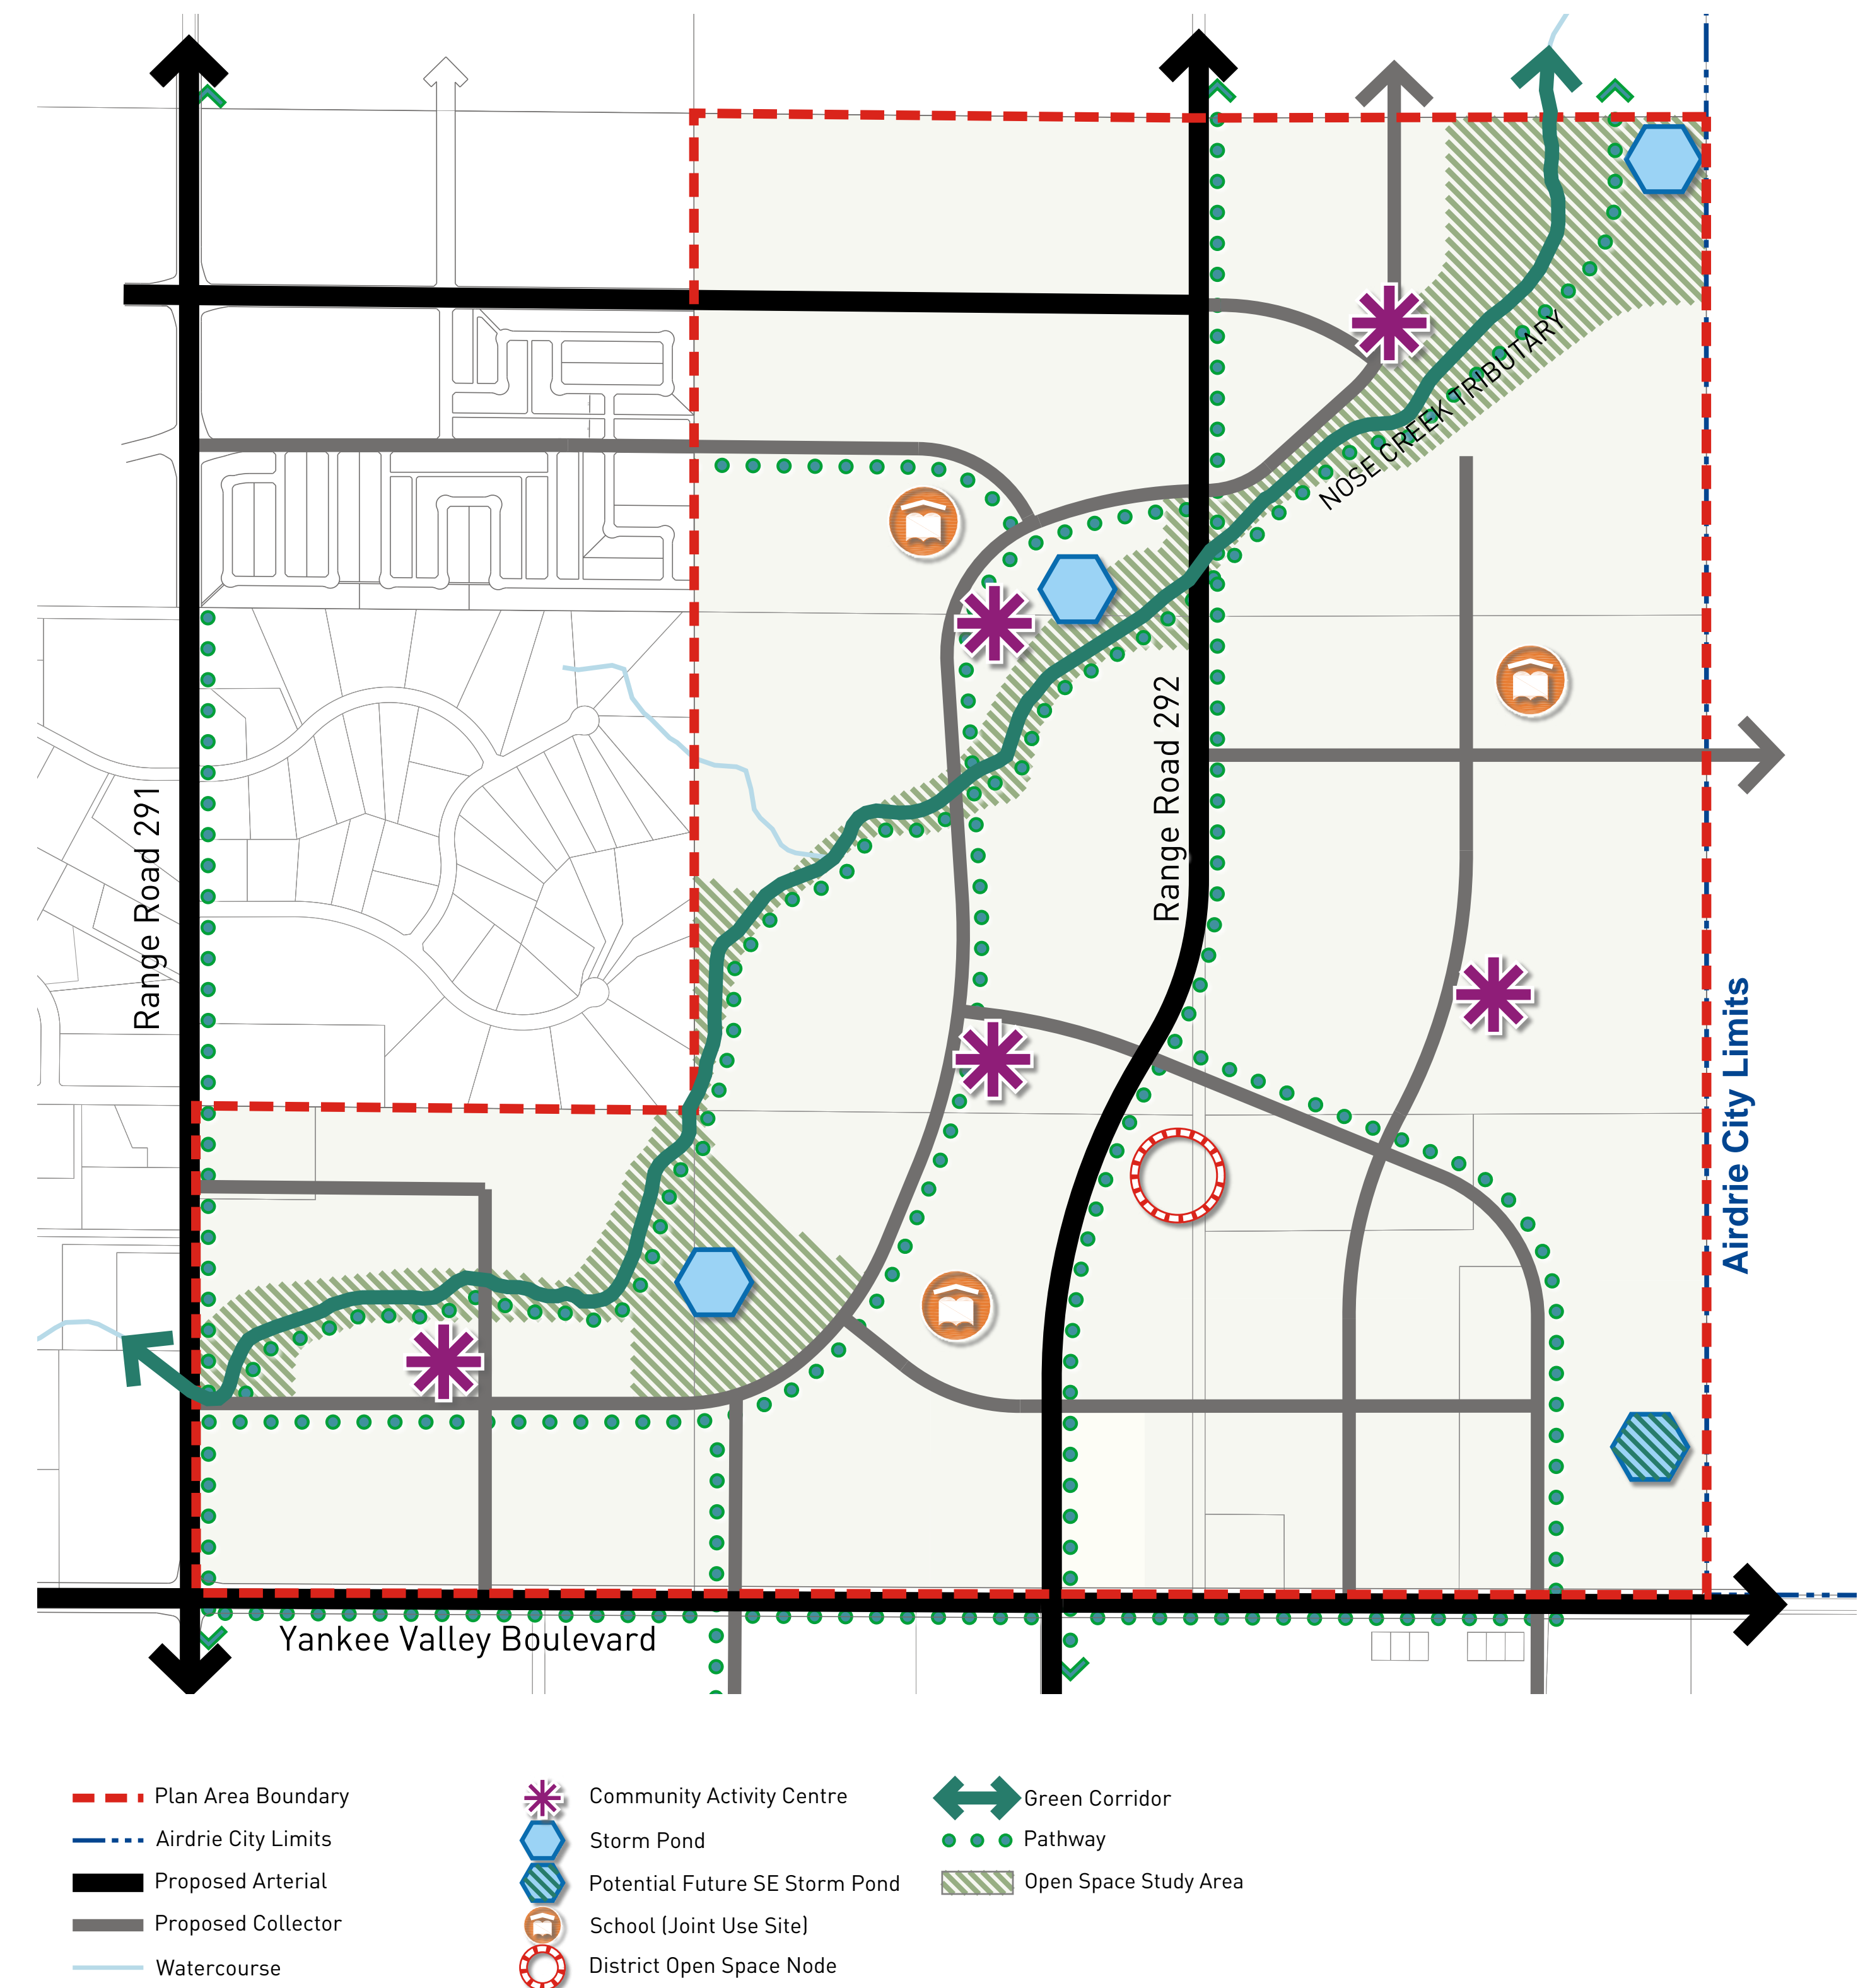 NOSE CREEK TRIBUTARY
Range Road 292
Range Road 291
Airdrie City Limits
Yankee Valley Boulevard
Plan Area Boundary
Airdrie City Limits
Proposed Arterial
Proposed Collector
Watercourse
Community Activity Centre
Storm Pond
Potential Future SE Storm Pond
School (Joint Use Site)
District Open Space Node
Green Corridor
Pathway
Open Space Study Area